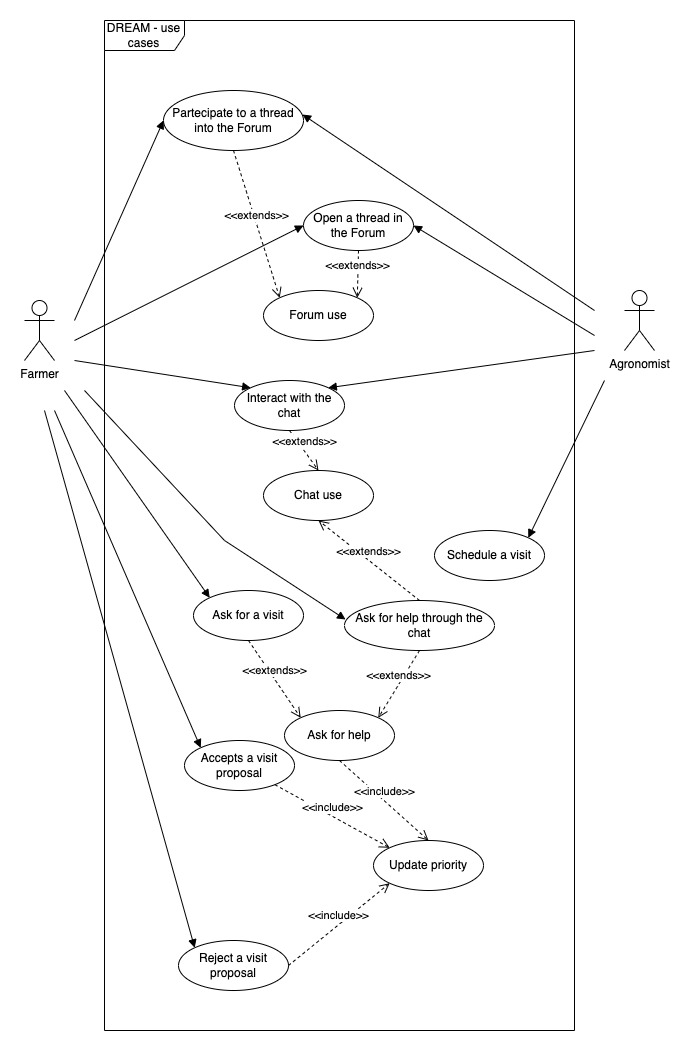 DREAM - use
cases
Partecipate to a thread
into the Forum
<<extends>>
Open a thread in
the Forum
<<extends>>
Forum use
Farmer
Agronomist
Interact with the
chat
<<extends>>
Chat use
<<extends>>
Schedule a visit
Ask for a visit
Ask for help through the
chat
<<extends>>
<<extends>>
Ask for help
Accepts a visit
proposal
<<include>>
<<include>>
Update priority
<<include>>
Reject a visit
proposal